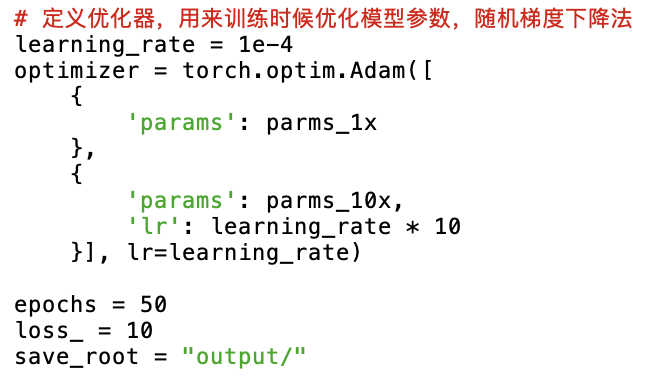 # 定义优化器，用来训练时候优化模型参数，随机梯度下降法
learning_rate = 1e-4
optimizer = torch.optim.Adam([
    {
        'params': parms_1x
    },
    {
        'params': parms_10x,
        'lr': learning_rate * 10
    }], lr=learning_rate)

epochs = 50
loss_ = 10
save_root = "output/"